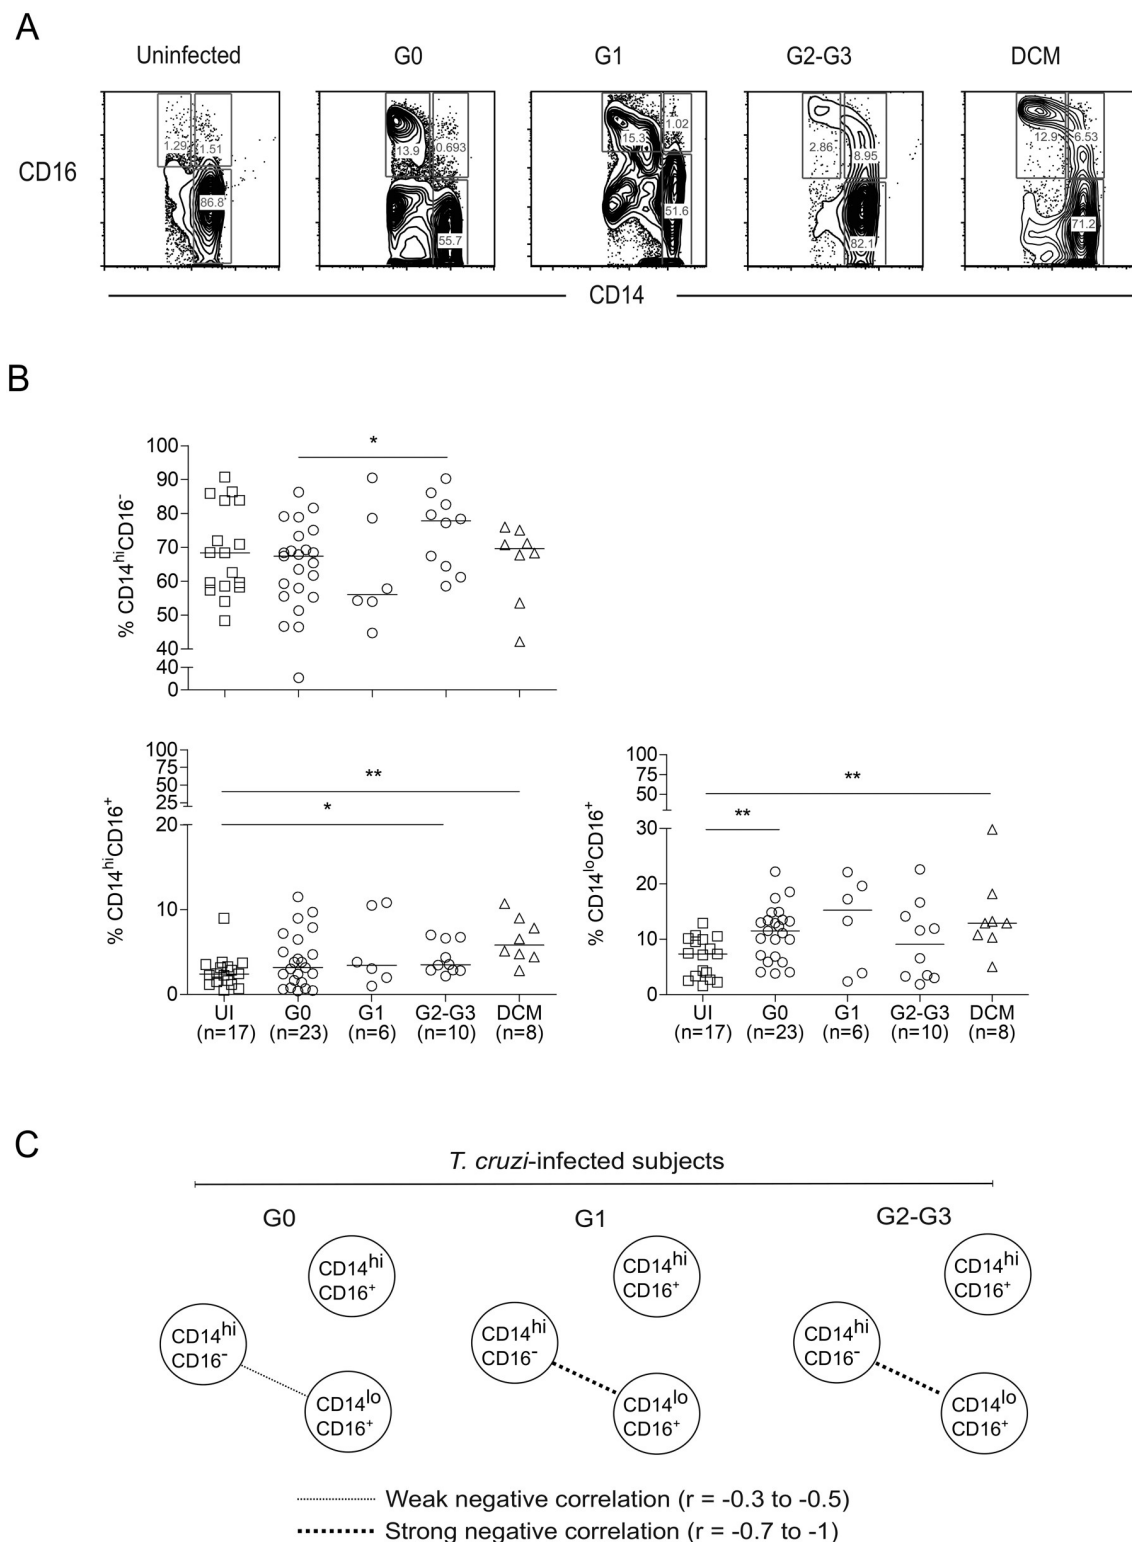 A
Uninfected G0 G1 G2-G3 DCM
CD16
1.29 1.51 86.8
13.9 0.693 55.7
15.3 1.02 51.6
2.86 8.95 82.1
12.9 6.53 71.2
CD14
B
% CD14hiCD16-
100
90
80
70
60
50
40
40
0
*
% CD14hiCD16+
100
75
50
25
20
10
0
**
*
UI G0 G1 G2-G3 DCM
(n=17) (n=23) (n=6) (n=10) (n=8)
% CD14loCD16+
100
75
50
30
20
10
0
**
**
UI G0 G1 G2-G3 DCM
(n=17) (n=23) (n=6) (n=10) (n=8)
C
T. cruzi-infected subjects
G0 G1 G2-G3
CD14hi
CD16+
CD14hi
CD16-
CD14lo
CD16+
CD14hi
CD16+
CD14hi
CD16-
CD14lo
CD16+
CD14hi
CD16+
CD14hi
CD16-
CD14lo
CD16+
Weak negative correlation (r = -0.3 to -0.5)
Strong negative correlation (r = -0.7 to -1)